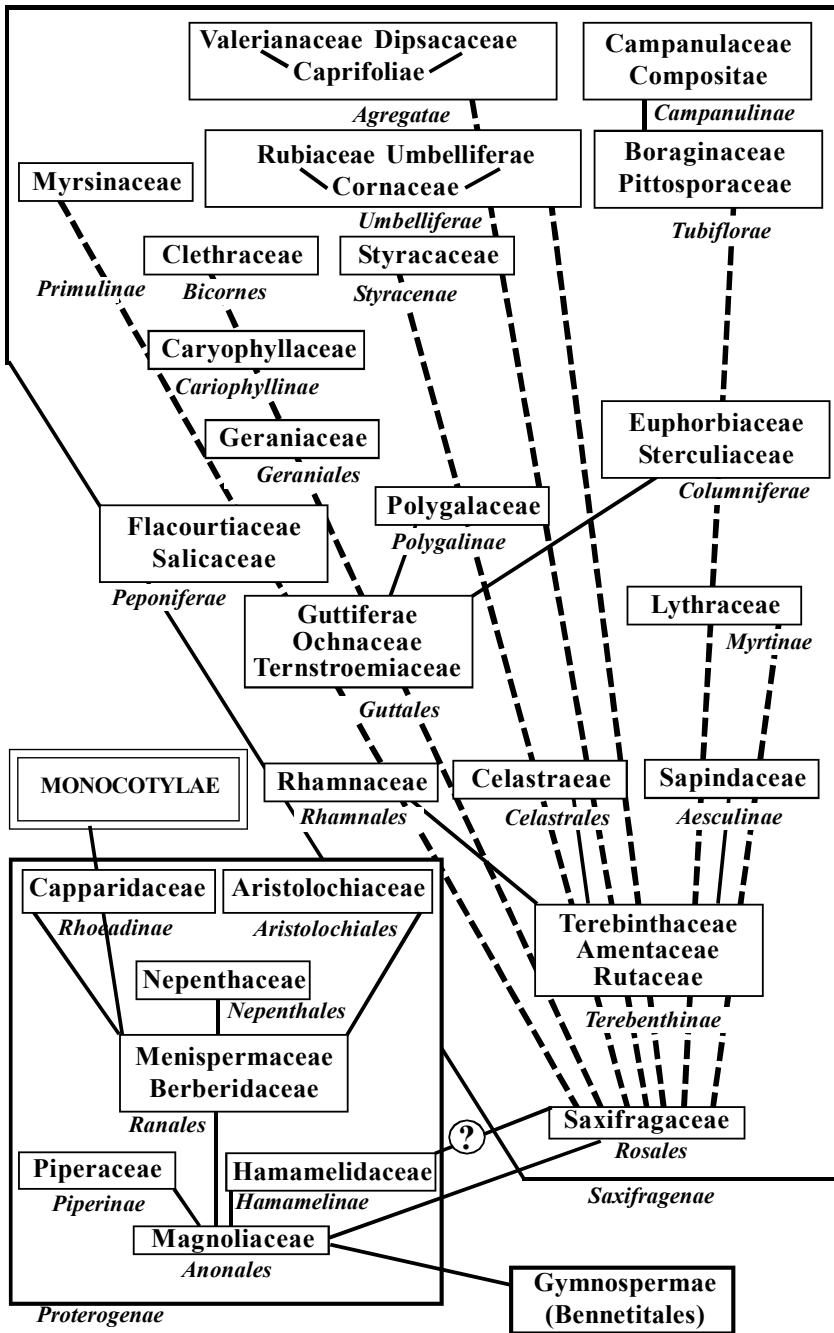 Valerianaceae Dipsacaceae
Caprifoliae
Agregatae
Campanulaceae
Compositae
Campanulinae
Rubiaceae Umbelliferae
Cornaceae
Umbelliferae
Boraginaceae
Pittosporaceae
Tubiflorae
Myrsinaceae
Primulinae
Clethraceae
Bicornes
Styracaceae
Styracenae
Caryophyllaceae
Cariophyllinae
Geraniaceae
Geraniales
Euphorbiaceae
Sterculiaceae
Columniferae
Flacourtiaceae
Salicaceae
Peponiferae
Polygalaceae
Polygalinae
Guttiferae
Ochnaceae
Ternstroemiaceae
Guttales
Lythraceae
Myrtinae
MONOCOTYLAE
Rhamnaceae
Rhamnales
Celastraeae
Celastrales
Sapindaceae
Aesculinae
Capparidaceae
Rhoeadinae
Aristolochiaceae
Aristolochiales
Terebinthaceae
Amentaceae
Rutaceae
Terebenthinae
Nepenthaceae
Nepenthales
Menispermaceae
Berberidaceae
Ranales
?
Saxifragaceae
Rosales
Piperaceae
Piperinae
Hamamelidaceae
Hamamelinae
Saxifragenae
Magnoliaceae
Anonales
Gymnospermae
(Bennetitales)
Proterogenae